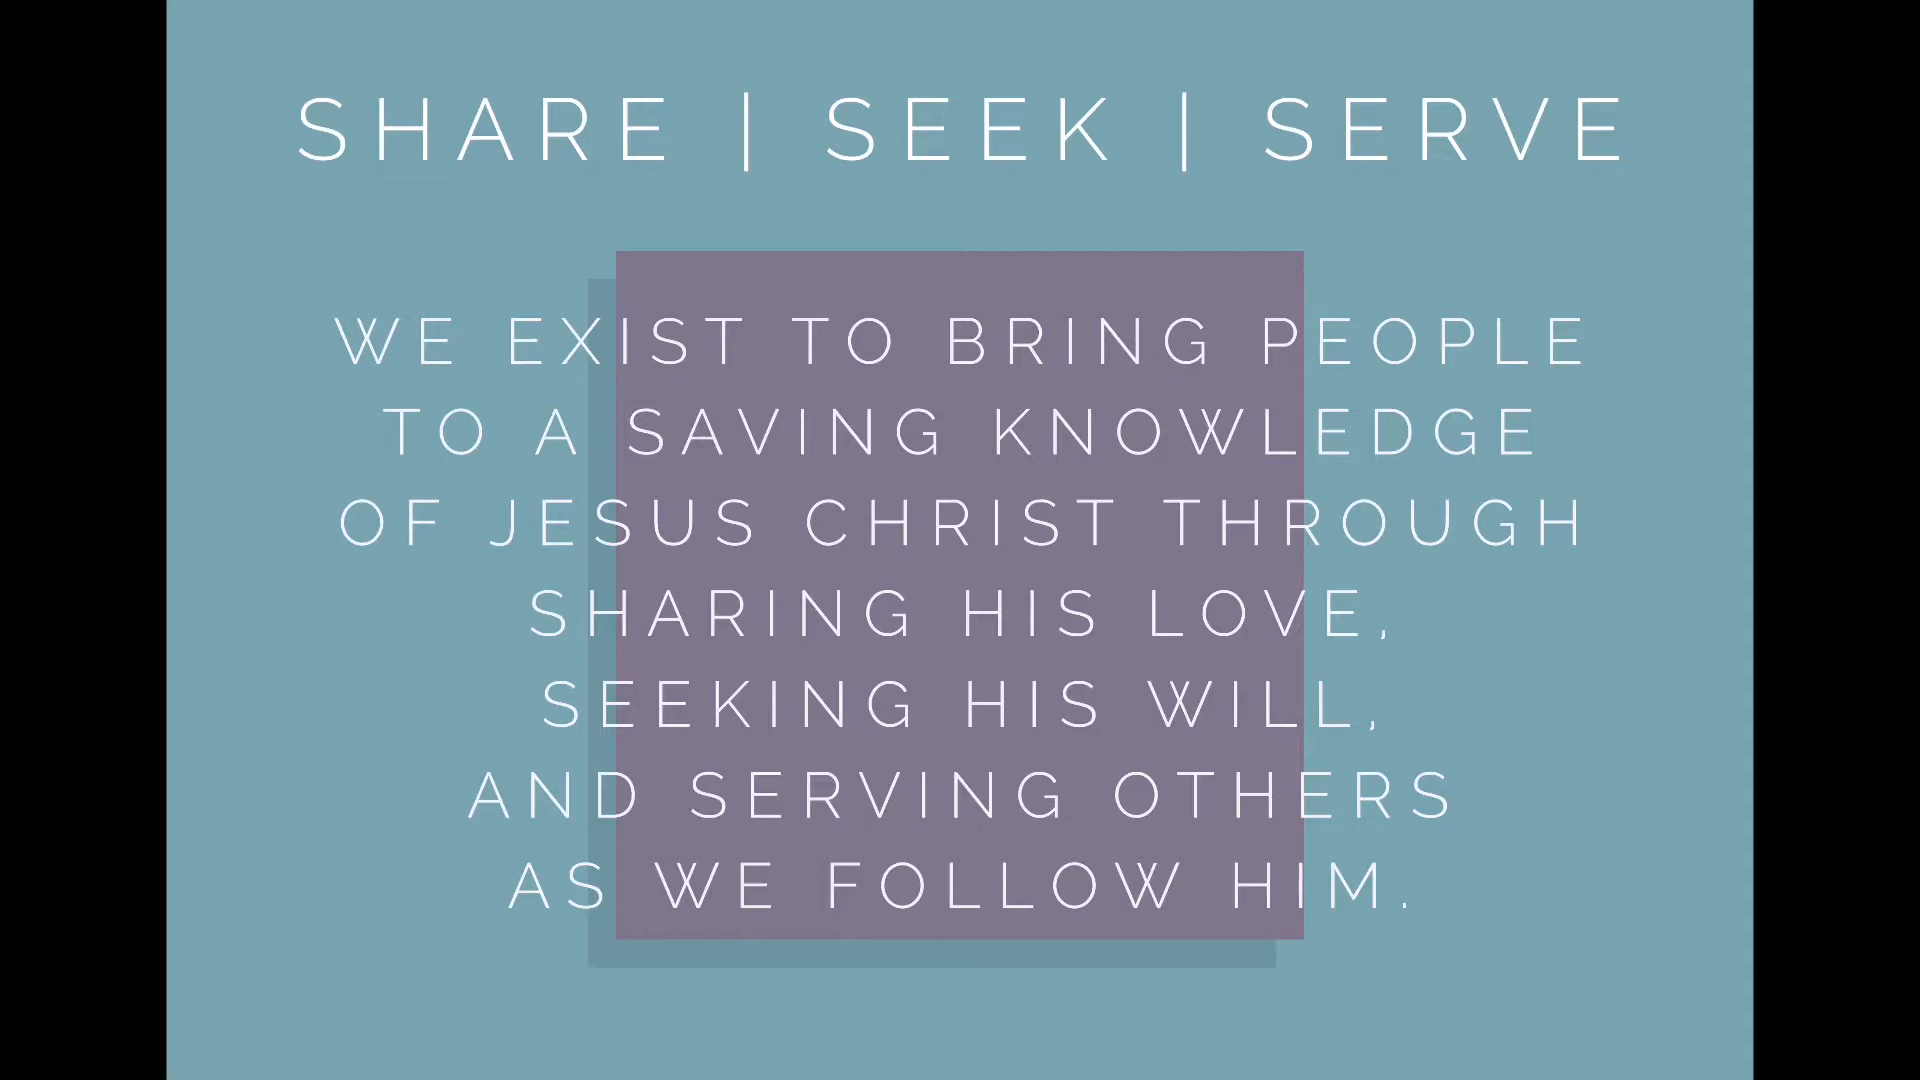 SHARE | SEEK | SERVE
WE EXIST TO BRING PEOPLE
TO A SAVING KNOWLEDGE
OF JESUS CHRIST THROUGH
SHARING HIS LOVE,
SEEKING HIS WILL,
AND SERVING OTHERS
AS WE FOLLOW HIM.